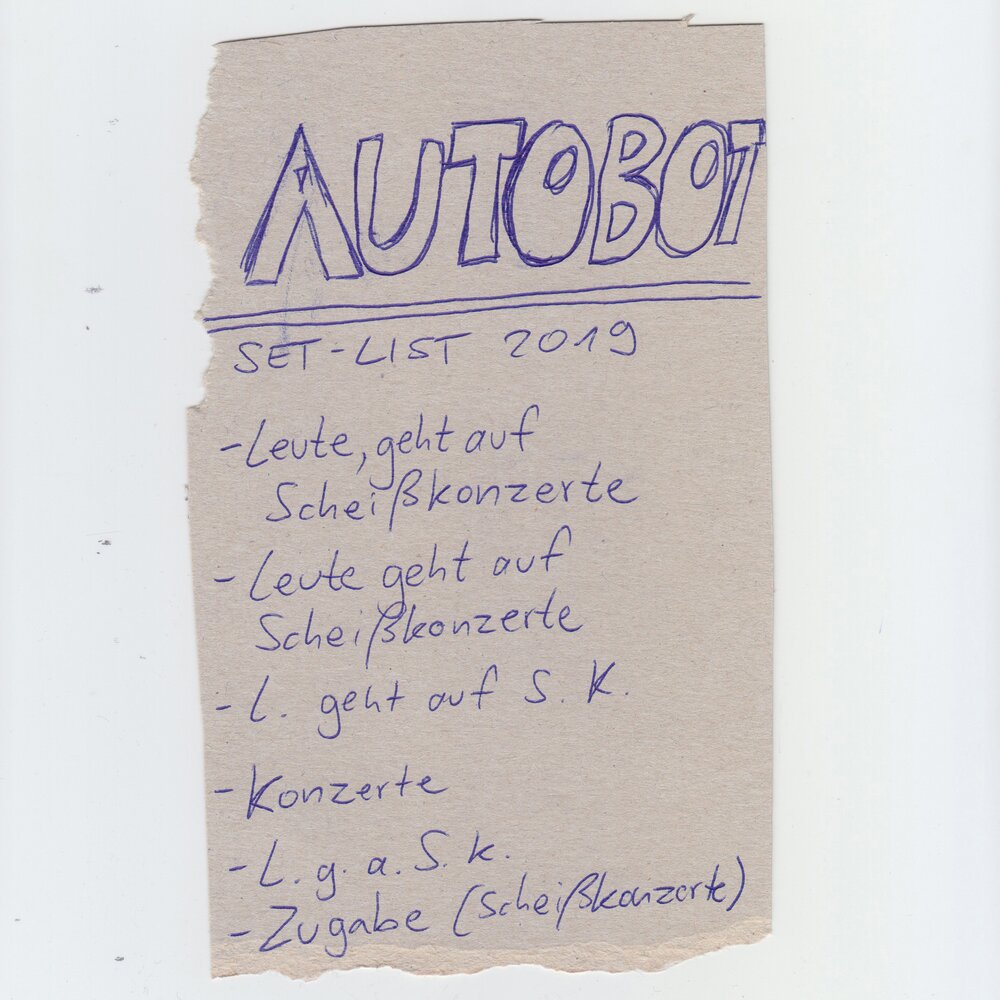 AUTOBOT
SET-LIST 2019
-Leute, geht auf
Scheißkonzerte
- Leute geht auf
Scheißkonzerte
- L. geht auf S. K.
- Konzerte
- L. g. a. S. k.
- Zugabe (Scheißkonzerte)